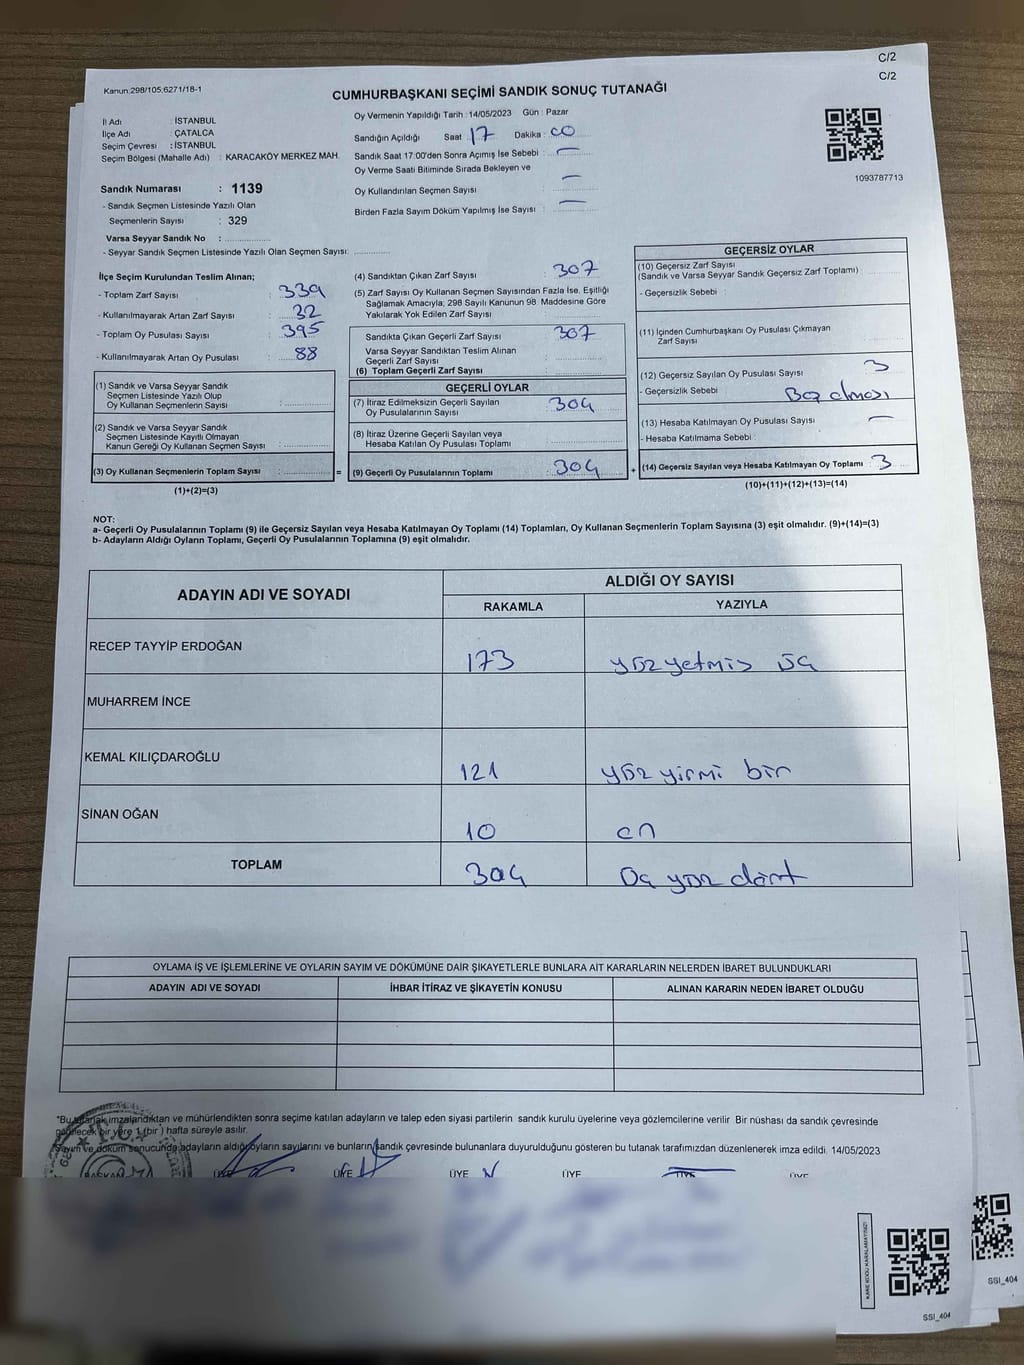 C/2
C/2
Kanun:298/105;6271/18-1
CUMHURBAŞKANI SEÇİMİ SANDIK SONUÇ TUTANAĞI
İl Adı : İSTANBUL
İlçe Adı : ÇATALCA
Seçim Çevresi : İSTANBUL
Seçim Bölgesi (Mahalle Adı) : KARACAKÖY MERKEZ MAH.
Oy Vermenin Yapıldığı Tarih :14/05/2023 Gün : Pazar
Sandığın Açıldığı Saat : 17 Dakika : 00
Sandık Saat 17:00'den Sonra Açımış İse Sebebi : —
Oy Verme Saati Bitiminde Sırada Bekleyen ve
Oy Kullandırılan Seçmen Sayısı : —
Birden Fazla Sayım Döküm Yapılmış İse Sayısı : —
1093787713
Sandık Numarası : 1139
- Sandık Seçmen Listesinde Yazılı Olan
Seçmenlerin Sayısı : 329
Varsa Seyyar Sandık No :
- Seyyar Sandık Seçmen Listesinde Yazılı Olan Seçmen Sayısı:
İlçe Seçim Kurulundan Teslim Alınan;
- Toplam Zarf Sayısı : 339
- Kullanılmayarak Artan Zarf Sayısı : 32
- Toplam Oy Pusulası Sayısı : 395
- Kullanılmayarak Artan Oy Pusulası : 88
(1) Sandık ve Varsa Seyyar Sandık
Seçmen Listesinde Yazılı Olup
Oy Kullanan Seçmenlerin Sayısı :
(2) Sandık ve Varsa Seyyar Sandık
Seçmen Listesinde Kayıtlı Olmayan
Kanun Gereği Oy Kullanan Seçmen Sayısı :
(3) Oy Kullanan Seçmenlerin Toplam Sayısı :
(1)+(2)=(3)
(4) Sandıktan Çıkan Zarf Sayısı : 307
(5) Zarf Sayısı Oy Kullanan Seçmen Sayısından Fazla İse, Eşitliği
Sağlamak Amacıyla; 298 Sayılı Kanunun 98. Maddesine Göre
Yakılarak Yok Edilen Zarf Sayısı :
Sandıkta Çıkan Geçerli Zarf Sayısı : 307
Varsa Seyyar Sandıktan Teslim Alınan
Geçerli Zarf Sayısı :
(6) Toplam Geçerli Zarf Sayısı :
GEÇERLİ OYLAR
(7) İtiraz Edilmeksizin Geçerli Sayılan
Oy Pusulalarının Sayısı : 304
(8) İtiraz Üzerine Geçerli Sayılan veya
Hesaba Katılan Oy Pusulası Toplamı :
= (9) Geçerli Oy Pusulalarının Toplamı : 304
GEÇERSİZ OYLAR
(10) Geçersiz Zarf Sayısı
(Sandık ve Varsa Seyyar Sandık Geçersiz Zarf Toplamı) :
- Geçersizlik Sebebi :
(11) İçinden Cumhurbaşkanı Oy Pusulası Çıkmayan
Zarf Sayısı :
(12) Geçersiz Sayılan Oy Pusulası Sayısı : 3
- Geçersizlik Sebebi : Boş olması
(13) Hesaba Katılmayan Oy Pusulası Sayısı : —
- Hesaba Katılmama Sebebi :
+ (14) Geçersiz Sayılan veya Hesaba Katılmayan Oy Toplamı : 3
(10)+(11)+(12)+(13)=(14)
NOT:
a- Geçerli Oy Pusulalarının Toplamı (9) ile Geçersiz Sayılan veya Hesaba Katılmayan Oy Toplamı (14) Toplamları, Oy Kullanan Seçmenlerin Toplam Sayısına (3) eşit olmalıdır. (9)+(14)=(3)
b- Adayların Aldığı Oyların Toplamı, Geçerli Oy Pusulalarının Toplamına (9) eşit olmalıdır.
ADAYIN ADI VE SOYADI ALDIĞI OY SAYISI
RAKAMLA YAZIYLA
RECEP TAYYİP ERDOĞAN 173 yüz yetmiş üç
MUHARREM İNCE
KEMAL KILIÇDAROĞLU 121 yüz yirmi bir
SİNAN OĞAN 10 on
TOPLAM 304 Üç yüz dört
OYLAMA İŞ VE İŞLEMLERİNE VE OYLARIN SAYIM VE DÖKÜMÜNE DAİR ŞİKAYETLERLE BUNLARA AİT KARARLARIN NELERDEN İBARET BULUNDUKLARI
ADAYIN ADI VE SOYADI İHBAR İTİRAZ VE ŞİKAYETİN KONUSU ALINAN KARARIN NEDEN İBARET OLDUĞU
*Bu tutanak imzalandıktan ve mühürlendikten sonra seçime katılan adayların ve talep eden siyasi partilerin sandık kurulu üyelerine veya gözlemcilerine verilir Bir nüshası da sandık çevresinde
görülecek bir yere 1 (bir ) hafta süreyle asılır.
Sayım ve döküm sonucunda adayların aldığı oyların sayılarını ve bunların sandık çevresinde bulunanlara duyurulduğunu gösteren bu tutanak tarafımızdan düzenlenerek imza edildi. 14/05/2023
T.C.
BAŞKAN ÜYE ÜYE ÜYE ÜYE ÜYE ÜYE
KARE KODU KARALAMAYINIZ!
SSI_404
SSI_404